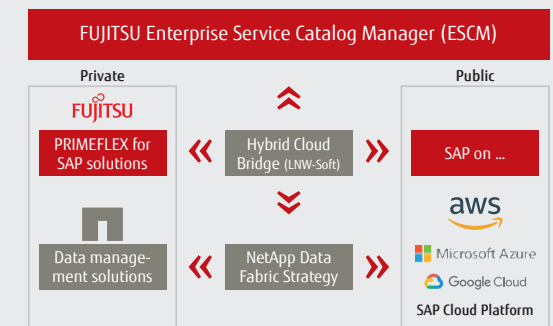 FUJITSU Enterprise Service Catalog Manager (ESCM)
Private
Public
FUJITSU
PRIMEFLEX for
SAP solutions
Hybrid Cloud
Bridge (LNW-Soft)
SAP on ...
aws
Microsoft Azure
Google Cloud
Data manage-
ment solutions
NetApp Data
Fabric Strategy
SAP Cloud Platform